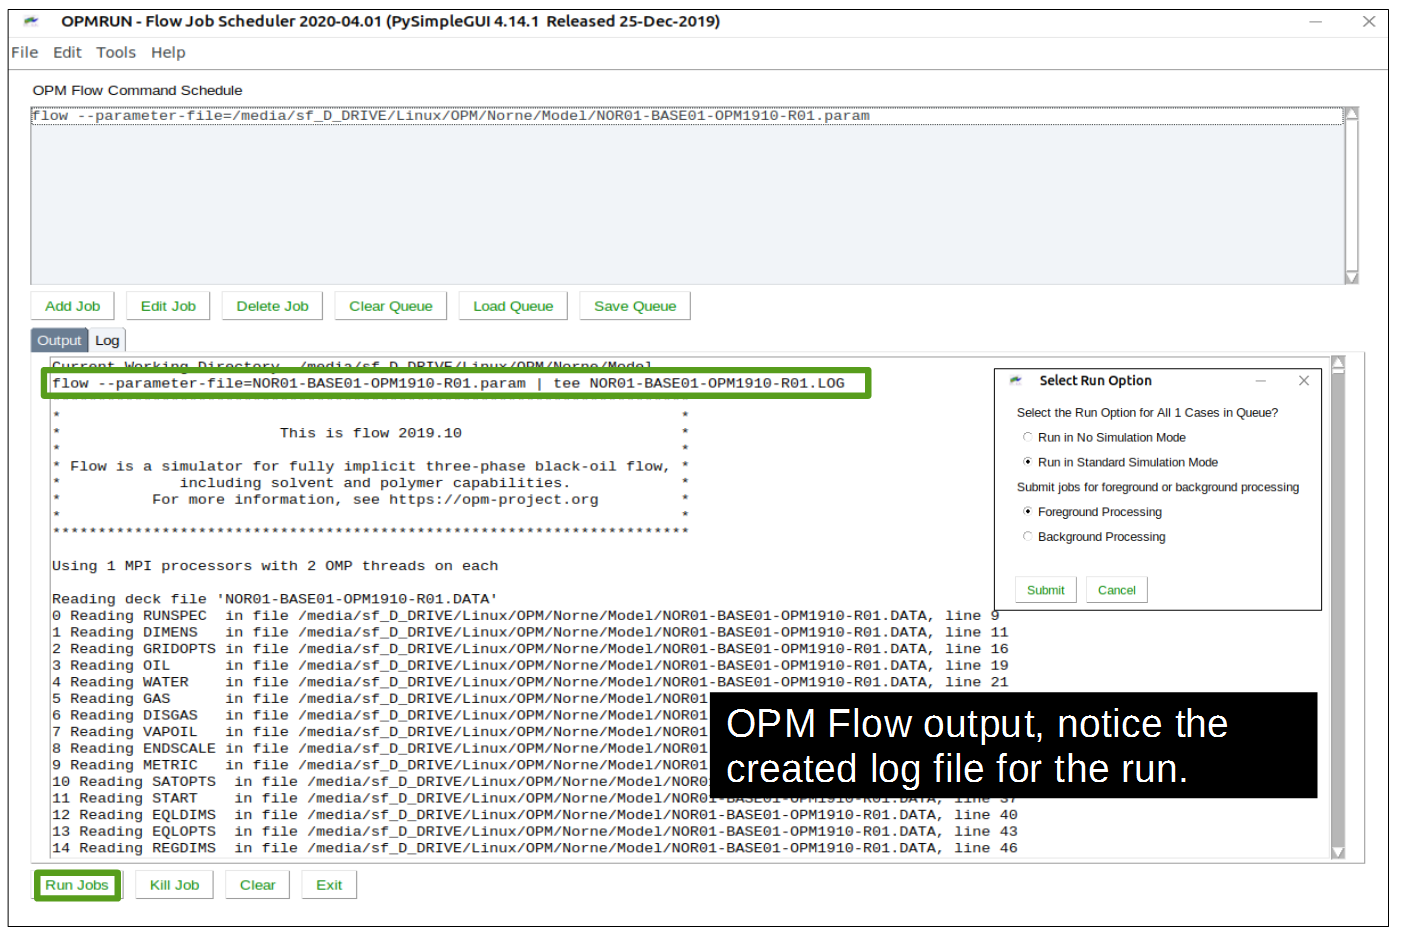 OPMRUN - Flow Job Scheduler 2020-04.01 (PySimpleGUI 4.14.1 Released 25-Dec-2019)
File Edit Tools Help
OPM Flow Command Schedule
flow --parameter-file=/media/sf_D_DRIVE/Linux/OPM/Norne/Model/NOR01-BASE01-OPM1910-R01.param
Add Job Edit Job Delete Job Clear Queue Load Queue Save Queue
Output Log
Current Working Directory /media/sf_D_DRIVE/Linux/OPM/Norne/Model
flow --parameter-file=NOR01-BASE01-OPM1910-R01.param | tee NOR01-BASE01-OPM1910-R01.LOG
* *
* This is flow 2019.10 *
* *
* Flow is a simulator for fully implicit three-phase black-oil flow, *
* including solvent and polymer capabilities. *
* For more information, see https://opm-project.org *
* *
**********************************************************************
Using 1 MPI processors with 2 OMP threads on each
Reading deck file 'NOR01-BASE01-OPM1910-R01.DATA'
0 Reading RUNSPEC in file /media/sf_D_DRIVE/Linux/OPM/Norne/Model/NOR01-BASE01-OPM1910-R01.DATA, line 9
1 Reading DIMENS in file /media/sf_D_DRIVE/Linux/OPM/Norne/Model/NOR01-BASE01-OPM1910-R01.DATA, line 11
2 Reading GRIDOPTS in file /media/sf_D_DRIVE/Linux/OPM/Norne/Model/NOR01-BASE01-OPM1910-R01.DATA, line 16
3 Reading OIL in file /media/sf_D_DRIVE/Linux/OPM/Norne/Model/NOR01-BASE01-OPM1910-R01.DATA, line 19
4 Reading WATER in file /media/sf_D_DRIVE/Linux/OPM/Norne/Model/NOR01-BASE01-OPM1910-R01.DATA, line 21
5 Reading GAS in file /media/sf_D_DRIVE/Linux/OPM/Norne/Model/NOR01
6 Reading DISGAS in file /media/sf_D_DRIVE/Linux/OPM/Norne/Model/NOR01
7 Reading VAPOIL in file /media/sf_D_DRIVE/Linux/OPM/Norne/Model/NOR01
8 Reading ENDSCALE in file /media/sf_D_DRIVE/Linux/OPM/Norne/Model/NOR01
9 Reading METRIC in file /media/sf_D_DRIVE/Linux/OPM/Norne/Model/NOR01
10 Reading SATOPTS in file /media/sf_D_DRIVE/Linux/OPM/Norne/Model/NOR0
11 Reading START in file /media/sf_D_DRIVE/Linux/OPM/Norne/Model/NOR01-BASE01-OPM1910-R01.DATA, line 37
12 Reading EQLDIMS in file /media/sf_D_DRIVE/Linux/OPM/Norne/Model/NOR01-BASE01-OPM1910-R01.DATA, line 40
13 Reading EQLOPTS in file /media/sf_D_DRIVE/Linux/OPM/Norne/Model/NOR01-BASE01-OPM1910-R01.DATA, line 43
14 Reading REGDIMS in file /media/sf_D_DRIVE/Linux/OPM/Norne/Model/NOR01-BASE01-OPM1910-R01.DATA, line 46
Select Run Option
Select the Run Option for All 1 Cases in Queue?
Run in No Simulation Mode
Run in Standard Simulation Mode
Submit jobs for foreground or background processing
Foreground Processing
Background Processing
Submit Cancel
OPM Flow output, notice the
created log file for the run.
Run Jobs Kill Job Clear Exit